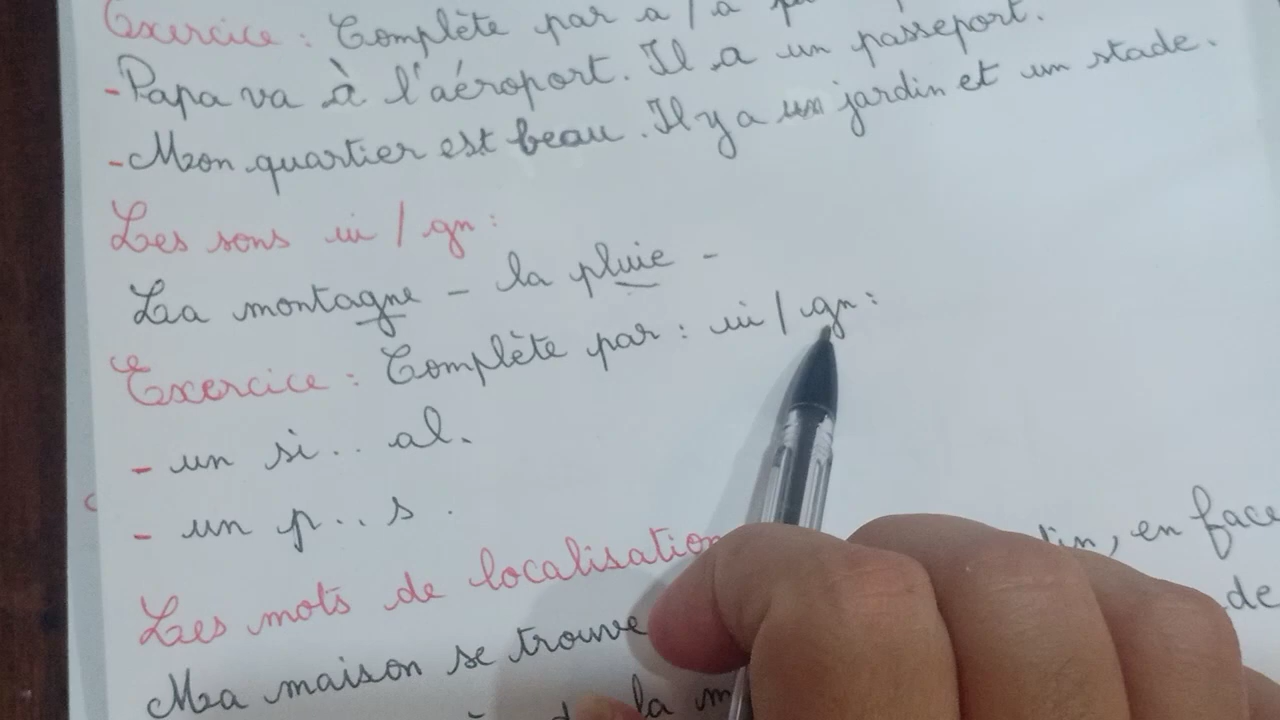 Exercice : Complète par a / à
- Papa va à l'aéroport. Il a un passeport.
- Mon quartier est beau. Il y a un jardin et un stade.
Les sons ui / gn :
La montagne - la pluie -
Exercice : Complète par : ui / gn :
- un si.. al.
- un p... s.
Les mots de localisation en face
Ma maison se trouve de
la